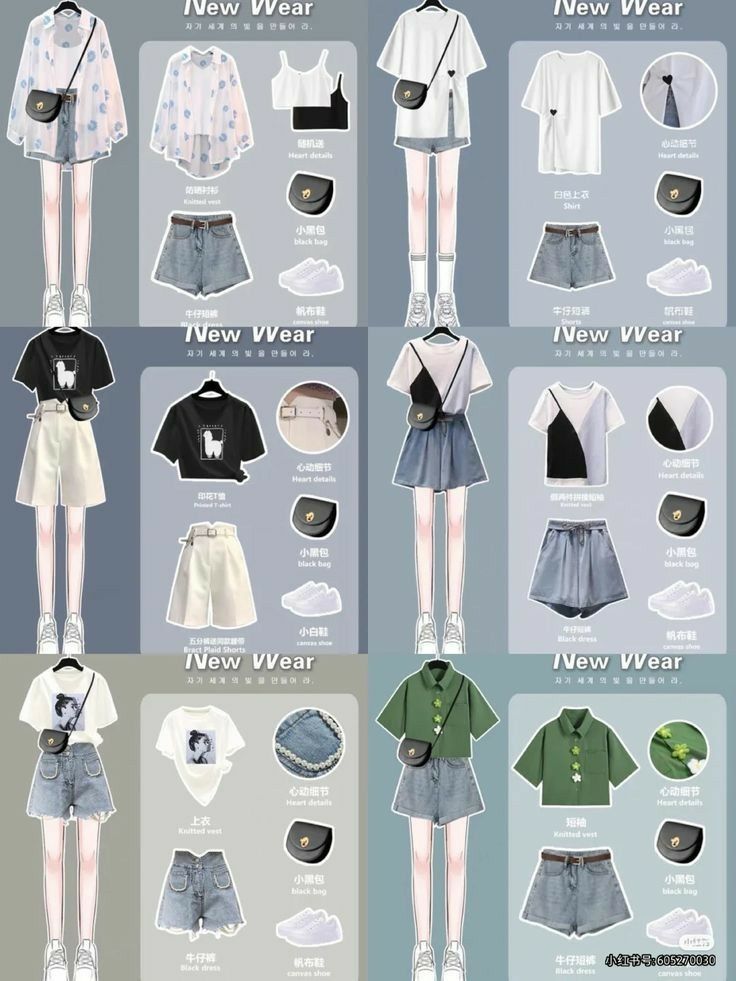 New Wear
자기 세계의 빛을 만들어 라.
随机送
Heart details
防晒衬衫
Knitted vest
小黑包
black bag
牛仔短裤
Black dress
帆布鞋
canvas shoe
New Wear
자기 세계의 빛을 만들어 라.
心动细节
Heart details
白色上衣
Shirt
小黑包
black bag
牛仔短裤
Shorts
帆布鞋
canvas shoe
New Wear
자기 세계의 빛을 만들어 라.
心动细节
Heart details
印花T恤
Printed T-shirt
小黑包
black bag
五分裤送同款腰带
Bract Plaid Shorts
小白鞋
canvas shoe
New Wear
자기 세계의 빛을 만들어 라.
心动细节
Heart details
假两件拼接短袖
Knitted vest
小黑包
black bag
牛仔短裤
Black dress
帆布鞋
canvas shoe
New Wear
자기 세계의 빛을 만들어 라.
心动细节
Heart details
上衣
Knitted vest
小黑包
black bag
牛仔裤
Black dress
帆布鞋
canvas shoe
New Wear
자기 세계의 빛을 만들어 라.
心动细节
Heart details
短袖
Knitted vest
小黑包
black bag
牛仔短裤
Black dress
帆布鞋
canvas shoe
小红书号: 605270030